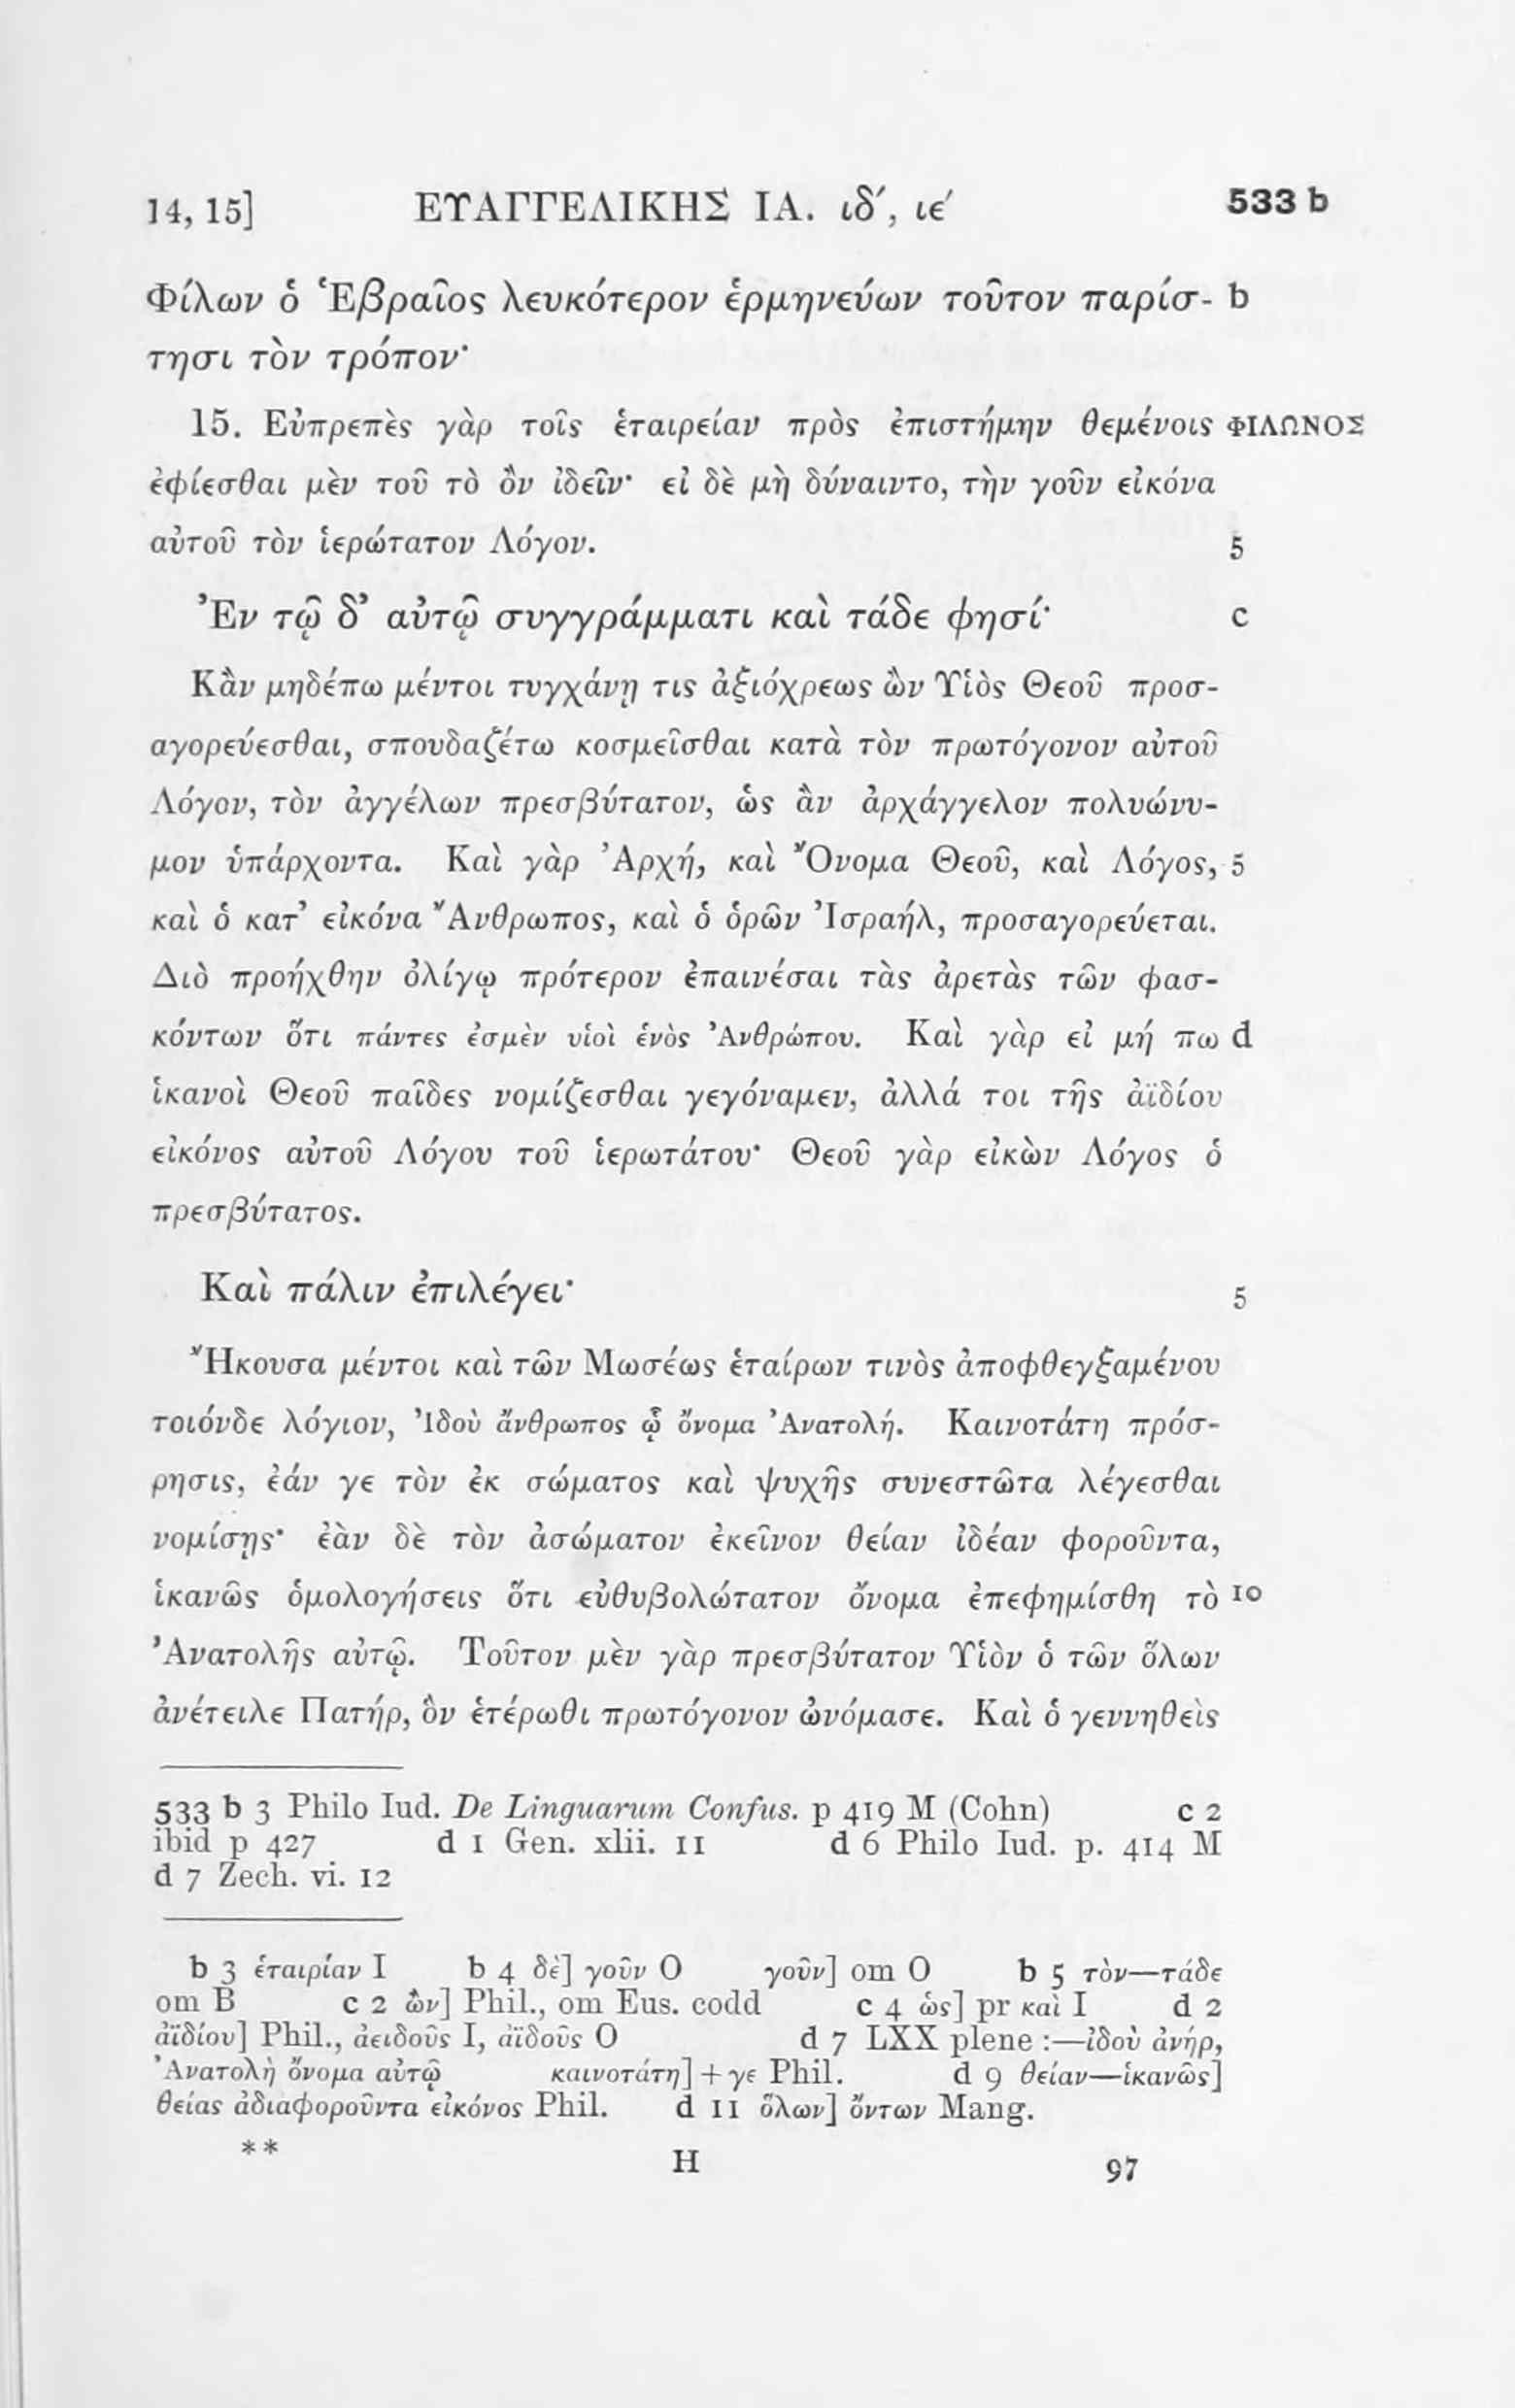 14, 15] ΕΥΑΓΓΕΛΙΚΗΣ ΙΑ. ιδ′, ιε′ 533 b
Φίλων ὁ Ἑβραῖος λευκότερον ἑρμηνεύων τοῦτον παρίσ- b
τησι τὸν τρόπον·
15. Εὐπρεπὲς γὰρ τοῖς ἑταιρείαν πρὸς ἐπιστήμην θεμένοις ΦΙΛΩΝΟΣ
ἐφίεσθαι μὲν τοῦ τὸ ὂν ἰδεῖν· εἰ δὲ μὴ δύναιντο, τὴν γοῦν εἰκόνα
αὐτοῦ τὸν ἱερώτατον Λόγον. 5
Ἐν τῷ δ’ αὐτῷ συγγράμματι καὶ τάδε φησί· c
Κἂν μηδέπω μέντοι τυγχάνῃ τις ἀξιόχρεως ὢν Υἱὸς Θεοῦ προσ-
αγορεύεσθαι, σπουδαζέτω κοσμεῖσθαι κατὰ τὸν πρωτόγονον αὐτοῦ
Λόγον, τὸν ἀγγέλων πρεσβύτατον, ὡς ἂν ἀρχάγγελον πολυώνυ-
μον ὑπάρχοντα. Καὶ γὰρ Ἀρχή, καὶ Ὄνομα Θεοῦ, καὶ Λόγος, 5
καὶ ὁ κατ’ εἰκόνα Ἄνθρωπος, καὶ ὁ ὁρῶν Ἰσραήλ, προσαγορεύεται.
Διὸ προήχθην ὀλίγῳ πρότερον ἐπαινέσαι τὰς ἀρετὰς τῶν φασ-
κόντων ὅτι πάντες ἐσμὲν υἱοὶ ἑνὸς Ἀνθρώπου. Καὶ γὰρ εἰ μή πω d
ἱκανοὶ Θεοῦ παῖδες νομίζεσθαι γεγόναμεν, ἀλλά τοι τῆς ἀϊδίου
εἰκόνος αὐτοῦ Λόγου τοῦ ἱερωτάτου· Θεοῦ γὰρ εἰκὼν Λόγος ὁ
πρεσβύτατος.
Καὶ πάλιν ἐπιλέγει· 5
Ἤκουσα μέντοι καὶ τῶν Μωσέως ἑταίρων τινὸς ἀποφθεγξαμένου
τοιόνδε λόγιον, Ἰδοὺ ἄνθρωπος ᾧ ὄνομα Ἀνατολή. Καινοτάτη πρόσ-
ρησις, ἐάν γε τὸν ἐκ σώματος καὶ ψυχῆς συνεστῶτα λέγεσθαι
νομίσῃς· ἐὰν δὲ τὸν ἀσώματον ἐκεῖνον θείαν ἰδέαν φοροῦντα,
ἱκανῶς ὁμολογήσεις ὅτι εὐθυβολώτατον ὄνομα ἐπεφημίσθη τὸ 10
Ἀνατολῆς αὐτῷ. Τοῦτον μὲν γὰρ πρεσβύτατον Υἱὸν ὁ τῶν ὅλων
ἀνέτειλε Πατήρ, ὃν ἑτέρωθι πρωτόγονον ὠνόμασε. Καὶ ὁ γεννηθεὶς
533 b 3 Philo Iud. De Linguarum Confus. p 419 M (Cohn) c 2
ibid p 427 d 1 Gen. xlii. 11 d 6 Philo Iud. p. 414 M
d 7 Zech. vi. 12
b 3 ἑταιρίαν I b 4 δὲ] γοῦν O γοῦν] om O b 5 τὸν—τάδε
om B c 2 ὢν] Phil., om Eus. codd c 4 ὡς] pr καὶ I d 2
ἀϊδίου] Phil., ἀειδοῦς I, ἀϊδοῦς O d 7 LXX plene :—ἰδοὺ ἀνήρ,
Ἀνατολὴ ὄνομα αὐτῷ καινοτάτη] + γε Phil. d 9 θείαν—ἱκανῶς]
θείας ἀδιαφοροῦντα εἰκόνος Phil. d 11 ὅλων] ὄντων Mang.
** H 97